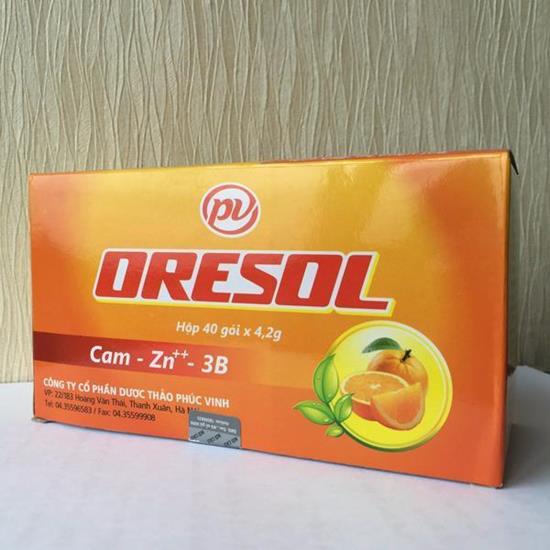 pv
ORESOL
Hộp 40 gói x 4,2g
Cam - Zn++ - 3B
CÔNG TY CỔ PHẦN DƯỢC THẢO PHÚC VINH
VP: 22/183 Hoàng Văn Thái, Thanh Xuân, Hà
Tel: 04.35596583 / Fax: 04.35599908